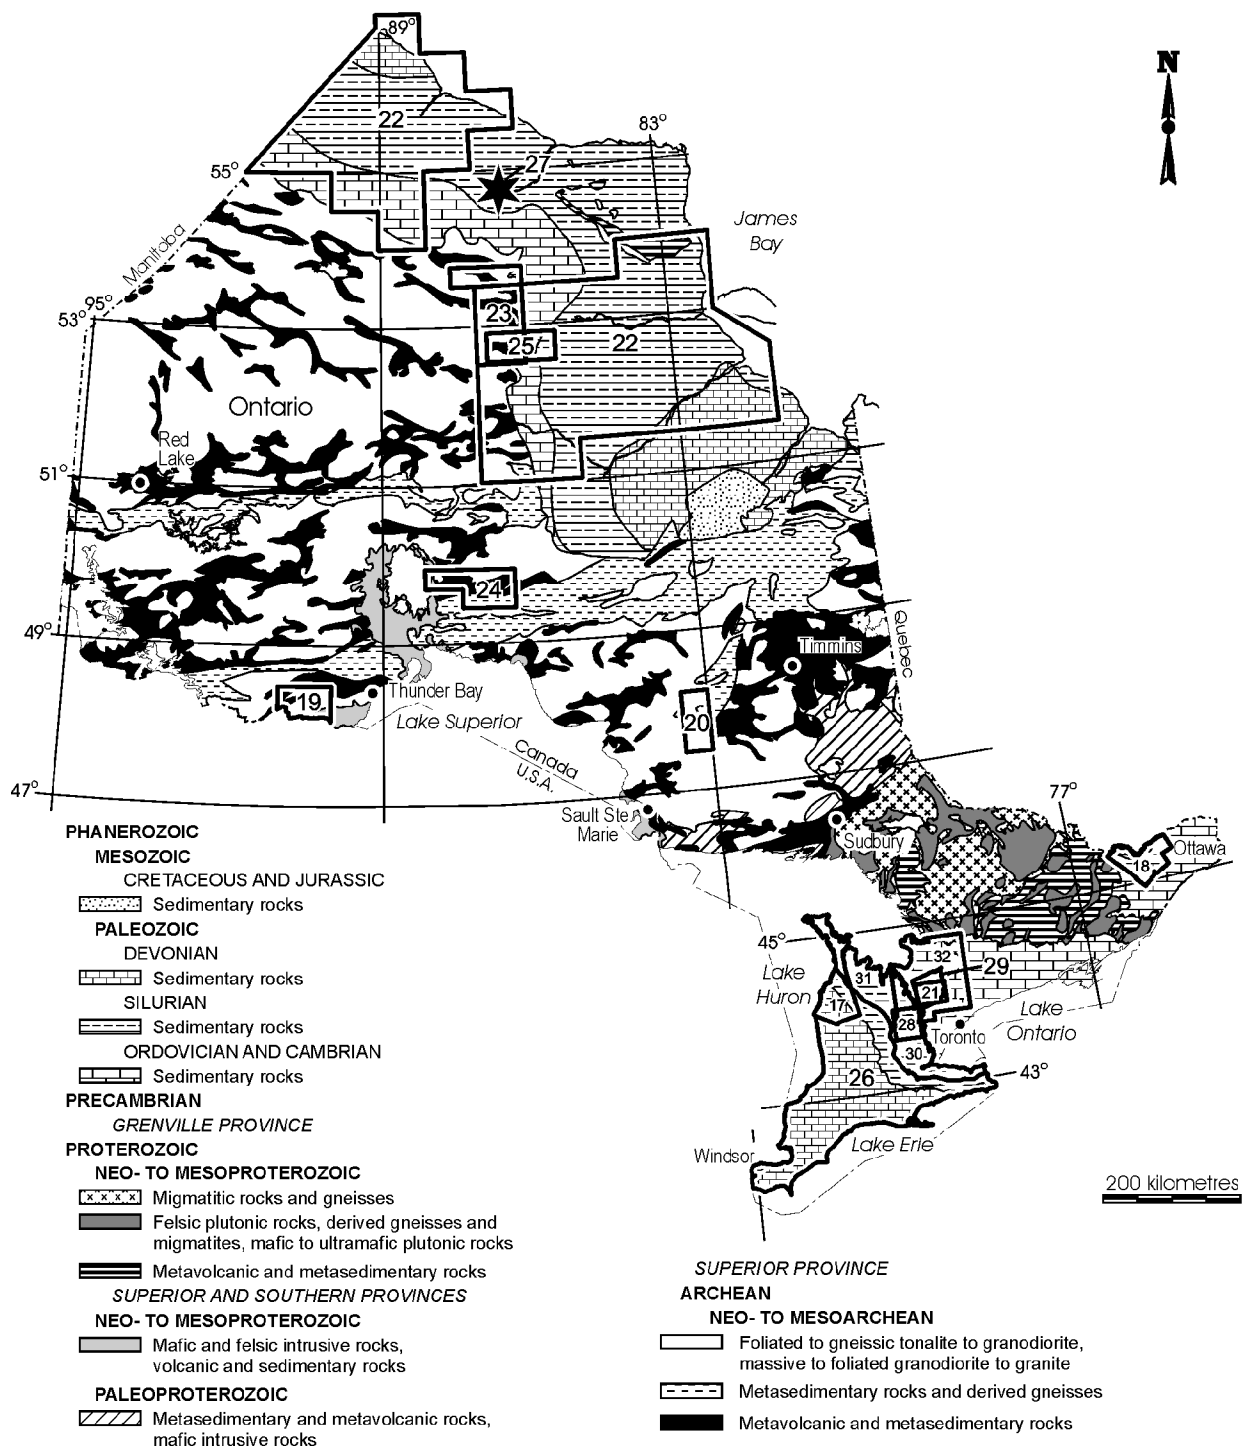 89°
N
22
83°
27
55°
James
Bay
Manitoba
95°
53°
23
25
22
Ontario
Red
Lake
51°
24
49°
Quebec
Timmins
19
Thunder Bay
Lake Superior
20
Canada
U.S.A.
47°
77°
Sault Ste.
Marie
Sudbury
Ottawa
18
45°
32
29
Lake
Huron
31
17
21
28
Lake
Ontario
Toronto
30
43°
26
Windsor
Lake Erie
200 kilometres
PHANEROZOIC
MESOZOIC
CRETACEOUS AND JURASSIC
Sedimentary rocks
PALEOZOIC
DEVONIAN
Sedimentary rocks
SILURIAN
Sedimentary rocks
ORDOVICIAN AND CAMBRIAN
Sedimentary rocks
PRECAMBRIAN
GRENVILLE PROVINCE
PROTEROZOIC
NEO- TO MESOPROTEROZOIC
Migmatitic rocks and gneisses
Felsic plutonic rocks, derived gneisses and
migmatites, mafic to ultramafic plutonic rocks
Metavolcanic and metasedimentary rocks
SUPERIOR AND SOUTHERN PROVINCES
NEO- TO MESOPROTEROZOIC
Mafic and felsic intrusive rocks,
volcanic and sedimentary rocks
PALEOPROTEROZOIC
Metasedimentary and metavolcanic rocks,
mafic intrusive rocks
SUPERIOR PROVINCE
ARCHEAN
NEO- TO MESOARCHEAN
Foliated to gneissic tonalite to granodiorite,
massive to foliated granodiorite to granite
Metasedimentary rocks and derived gneisses
Metavolcanic and metasedimentary rocks